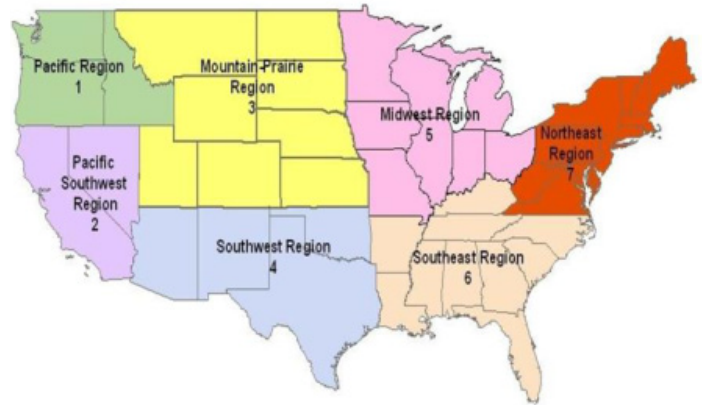 Pacific Region
1
Mountain-Prairie
Region
3
Midwest Region
5
Northeast
Region
7
Pacific
Southwest
Region
2
Southwest Region
4
Southeast Region
6